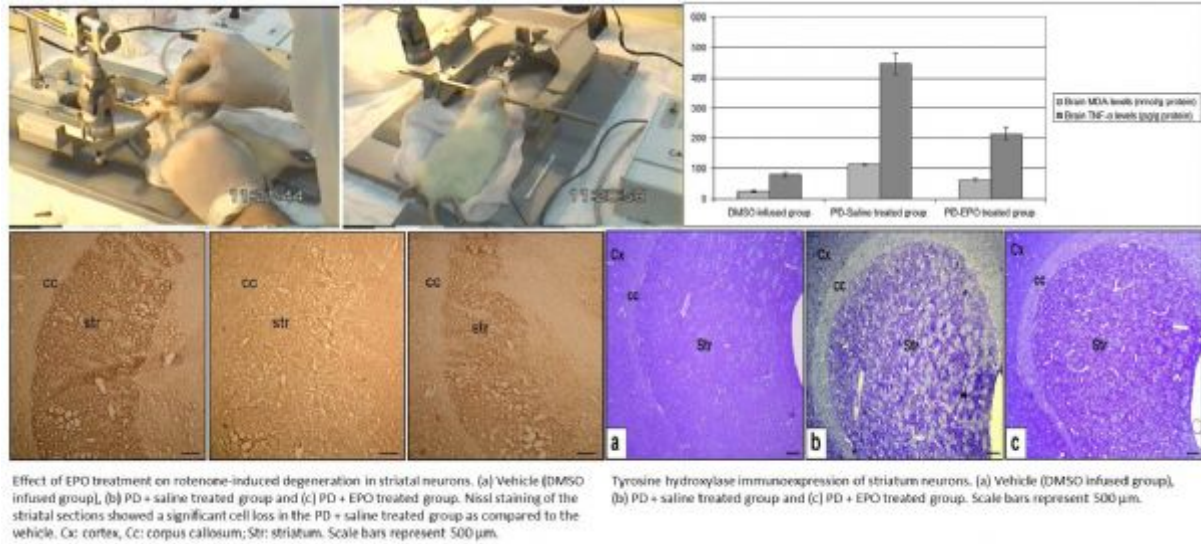 600
500
400
300
200
100
0
DMSO infused group
PD-Saline treated group
PD-EPO treated group
Brain MDA levels (nmol/g protein)
Brain TNF-α levels (pg/g protein)
cc
str
cc
str
cc
str
Cx
cc
Str
a
Cx
cc
Str
b
Cx
cc
Str
c
Effect of EPO treatment on rotenone-induced degeneration in striatal neurons. (a) Vehicle (DMSO
infused group), (b) PD + saline treated group and (c) PD + EPO treated group. Nissl staining of the
striatal sections showed a significant cell loss in the PD + saline treated group as compared to the
vehicle. Cx: cortex, Cc: corpus callosum; Str: striatum. Scale bars represent 500 µm.
Tyrosine hydroxylase immunoexpression of striatum neurons. (a) Vehicle (DMSO infused group),
(b) PD + saline treated group and (c) PD + EPO treated group. Scale bars represent 500 µm.